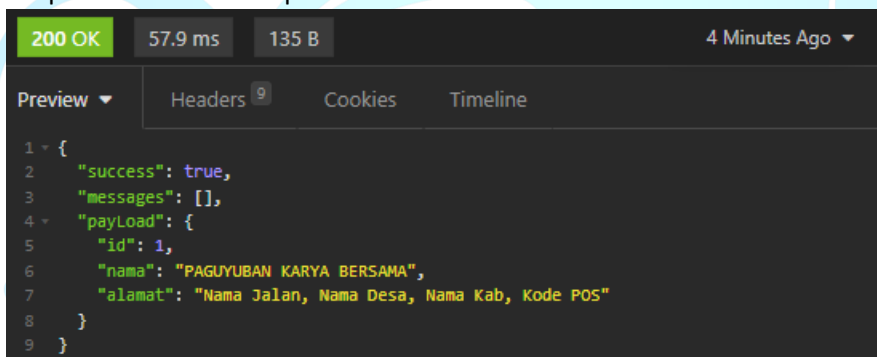 200 OK 57.9 ms 135 B 4 Minutes Ago
Preview Headers 9 Cookies Timeline
1 {
2 "success": true,
3 "messages": [],
4 "payLoad": {
5 "id": 1,
6 "nama": "PAGUYUBAN KARYA BERSAMA",
7 "alamat": "Nama Jalan, Nama Desa, Nama Kab, Kode POS"
8 }
9 }